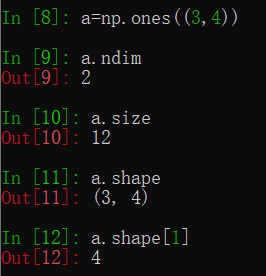 In [8]: a=np.ones((3,4))
In [9]: a.ndim
Out[9]: 2
In [10]: a.size
Out[10]: 12
In [11]: a.shape
Out[11]: (3, 4)
In [12]: a.shape[1]
Out[12]: 4